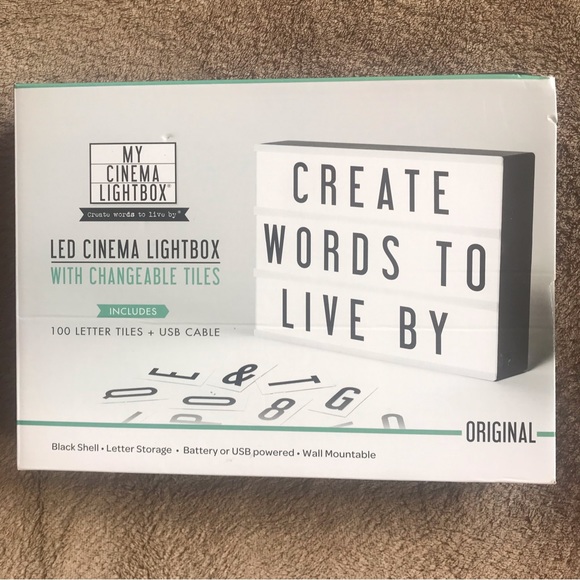 MY
CINEMA
LIGHTBOX®
Create words to live by®
LED CINEMA LIGHTBOX
WITH CHANGEABLE TILES
INCLUDES
100 LETTER TILES + USB CABLE
CREATE
WORDS TO
LIVE BY
E & T G
Q O 8
ORIGINAL
Black Shell • Letter Storage • Battery or USB powered • Wall Mountable